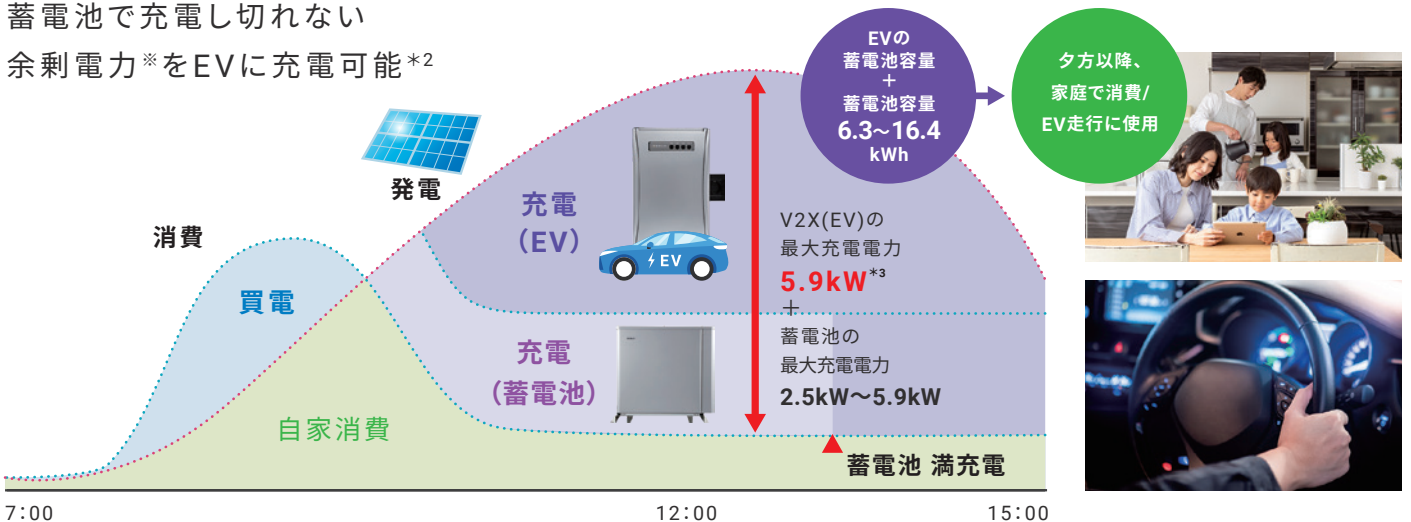 蓄電池で充電し切れない
余剰電力※をEVに充電可能*2
EVの
蓄電池容量
+
蓄電池容量
6.3~16.4
kWh
夕方以降、
家庭で消費/
EV走行に使用
発電
消費
買電
自家消費
充電
(EV)
EV
充電
(蓄電池)
V2X(EV)の
最大充電電力
5.9kW*3
+
蓄電池の
最大充電電力
2.5kW〜5.9kW
蓄電池 満充電
7:00
12:00
15:00